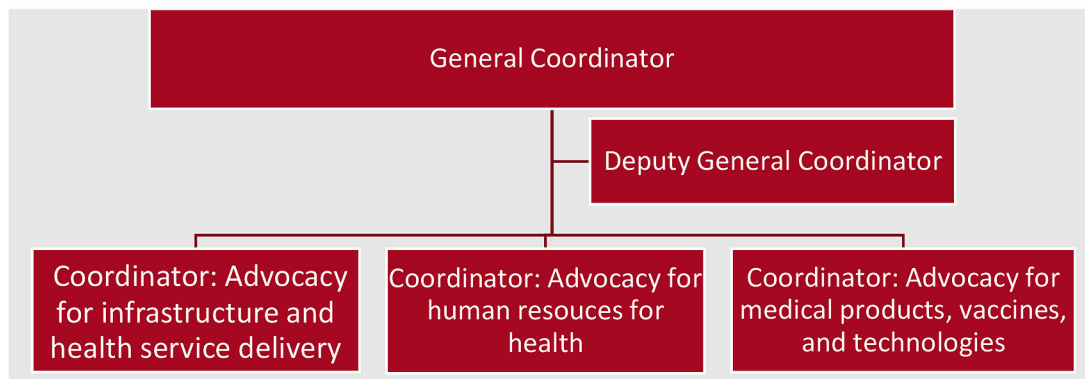 General Coordinator
Deputy General Coordinator
Coordinator: Advocacy
for infrastructure and
health service delivery
Coordinator: Advocacy for
human resouces for
health
Coordinator: Advocacy for
medical products, vaccines,
and technologies